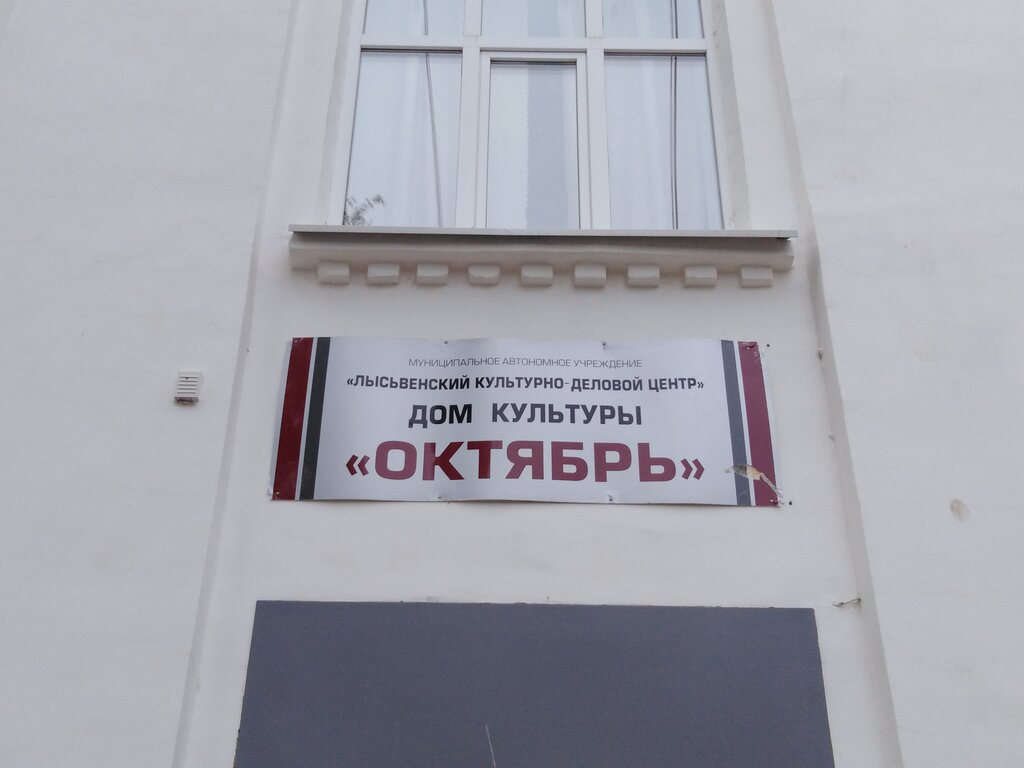 МУНИЦИПАЛЬНОЕ АВТОНОМНОЕ УЧРЕЖДЕНИЕ
«ЛЫСЬВЕНСКИЙ КУЛЬТУРНО-ДЕЛОВОЙ ЦЕНТР»
ДОМ КУЛЬТУРЫ
«ОКТЯБРЬ»